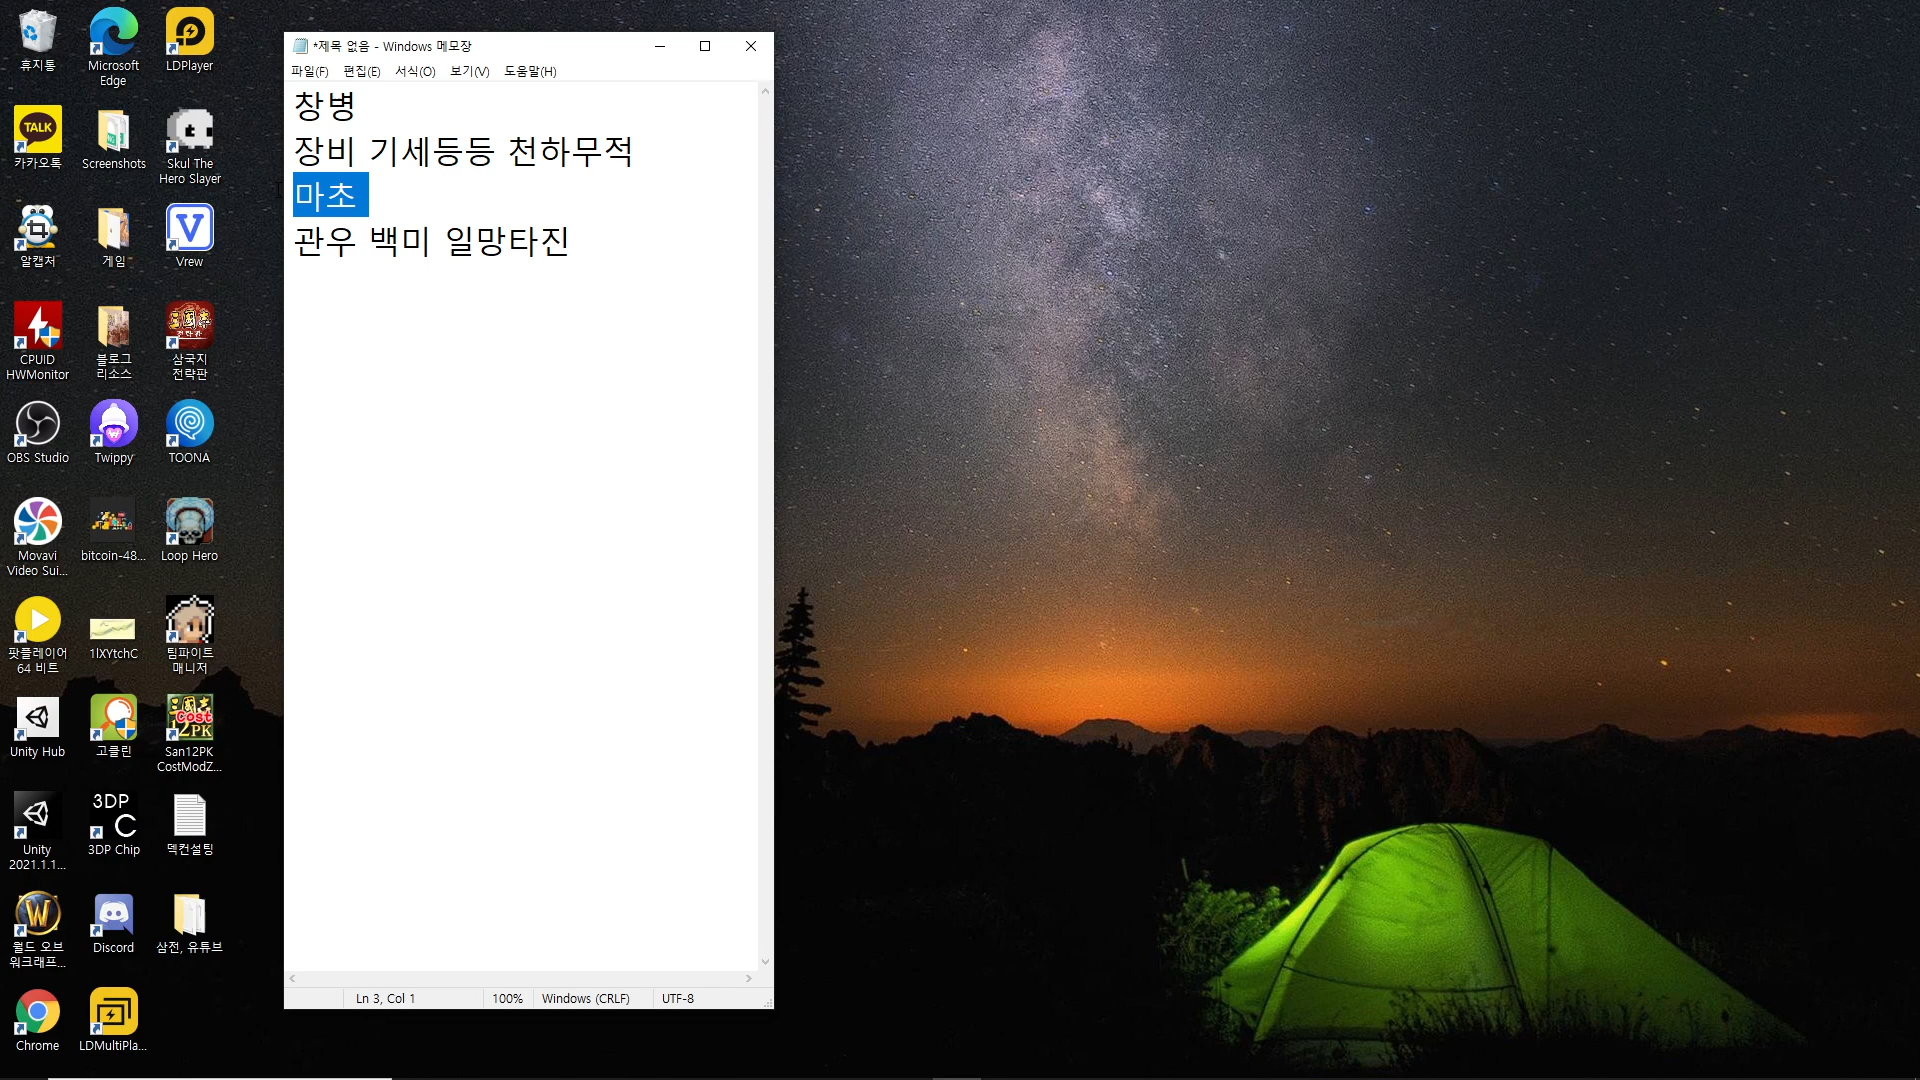 휴지통
Microsoft
Edge
LDPlayer
TALK
카카오톡
Screenshots
Skul The
Hero Slayer
알캡처
게임
Vrew
CPUID
HWMonitor
블로그
리소스
삼국지
전략판
OBS Studio
Twippy
TOONA
Movavi
Video Sui...
bitcoin-48...
Loop Hero
팟플레이어
64 비트
1lXYtchC
팀파이트
매니저
Unity Hub
고클린
Cost
12PK
San12PK
CostModZ...
Unity
2021.1.1...
3DP
C
3DP Chip
덱컨설팅
월드 오브
워크래프...
Discord
삼전, 유튜브
Chrome
LDMultiPla...
*제목 없음 - Windows 메모장
파일(F) 편집(E) 서식(O) 보기(V) 도움말(H)
창병
장비 기세등등 천하무적
마초
관우 백미 일망타진
Ln 3, Col 1 100% Windows (CRLF) UTF-8